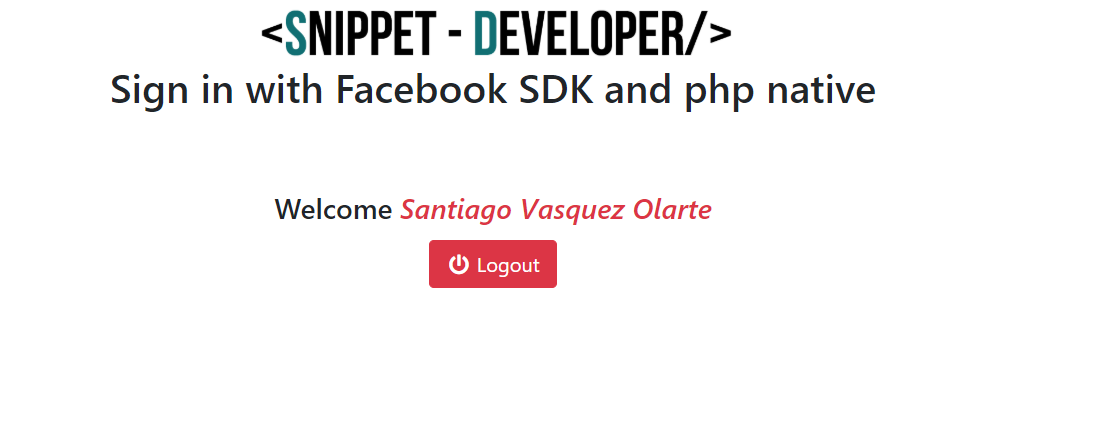 <SNIPPET - DEVELOPER/>
Sign in with Facebook SDK and php native
Welcome Santiago Vasquez Olarte
Logout